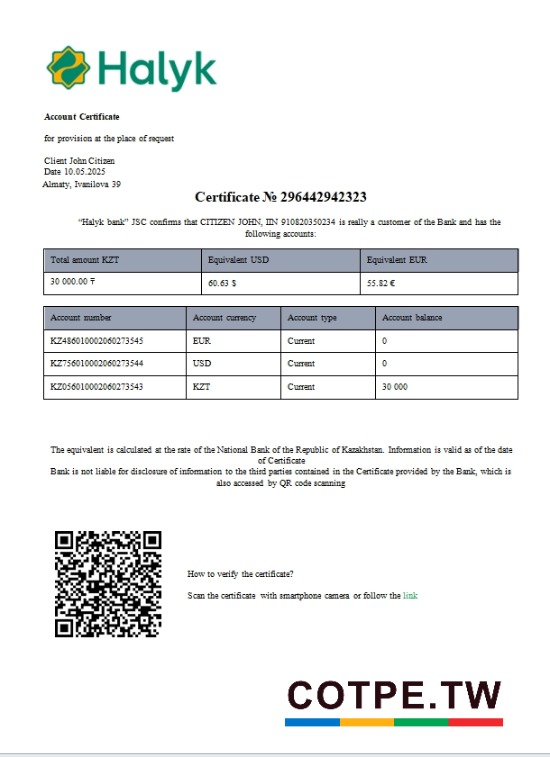 Halyk
Account Certificate
for provision at the place of request
Client John Citizen
Date 10.05.2025
Almaty, Ivanilova 39
Certificate № 296442942323
“Halyk bank” JSC confirms that CITIZEN JOHN, IIN 910820350234 is really a customer of the Bank and has the
following accounts:
Total amount KZT Equivalent USD Equivalent EUR
30 000.00 ₸ 60.63 $ 55.82 €
Account number Account currency Account type Account balance
KZ486010002060273545 EUR Current 0
KZ756010002060273544 USD Current 0
KZ056010002060273543 KZT Current 30 000
The equivalent is calculated at the rate of the National Bank of the Republic of Kazakhstan. Information is valid as of the date
of Certificate
Bank is not liable for disclosure of information to the third parties contained in the Certificate provided by the Bank, which is
also accessed by QR code scanning
How to verify the certificate?
Scan the certificate with smartphone camera or follow the link
COTPE.TW